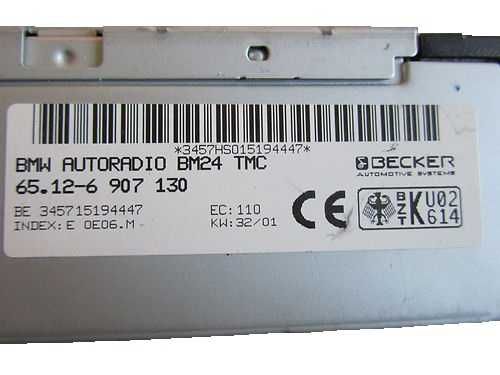 *3457HS015194447*
BMW AUTORADIO BM24 TMC
BECKER
AUTOMOTIVE SYSTEMS
65.12-6 907 130
BE 345715194447 EC:110
INDEX:E 0E06.M KW:32/01
CE
BZT K U02 614